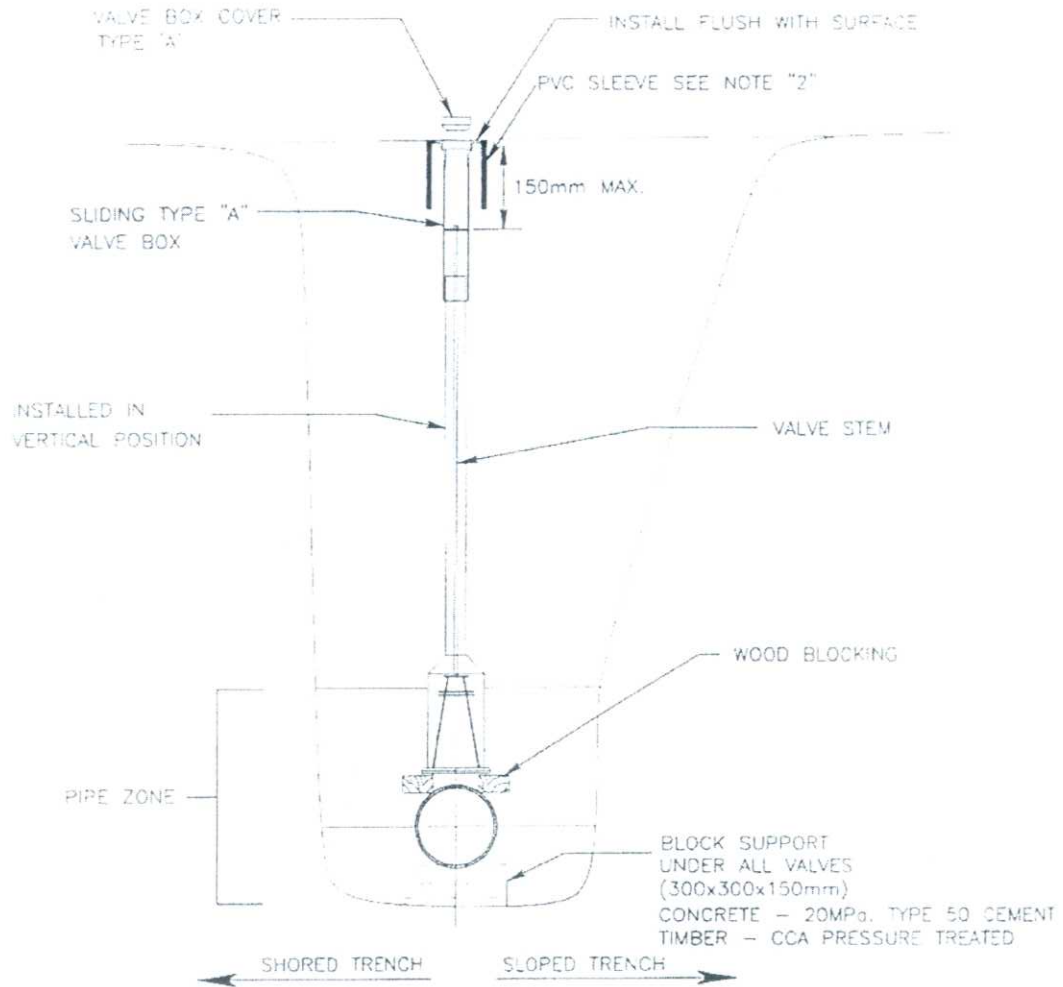 VALVE BOX COVER
TYPE "A"
INSTALL FLUSH WITH SURFACE
PVC SLEEVE SEE NOTE "2"
150mm MAX.
SLIDING TYPE "A"
VALVE BOX
INSTALLED IN
VERTICAL POSITION
VALVE STEM
WOOD BLOCKING
PIPE ZONE
BLOCK SUPPORT
UNDER ALL VALVES
(300x300x150mm)
CONCRETE - 20MPa. TYPE 50 CEMENT
TIMBER - CCA PRESSURE TREATED
SHORED TRENCH
SLOPED TRENCH